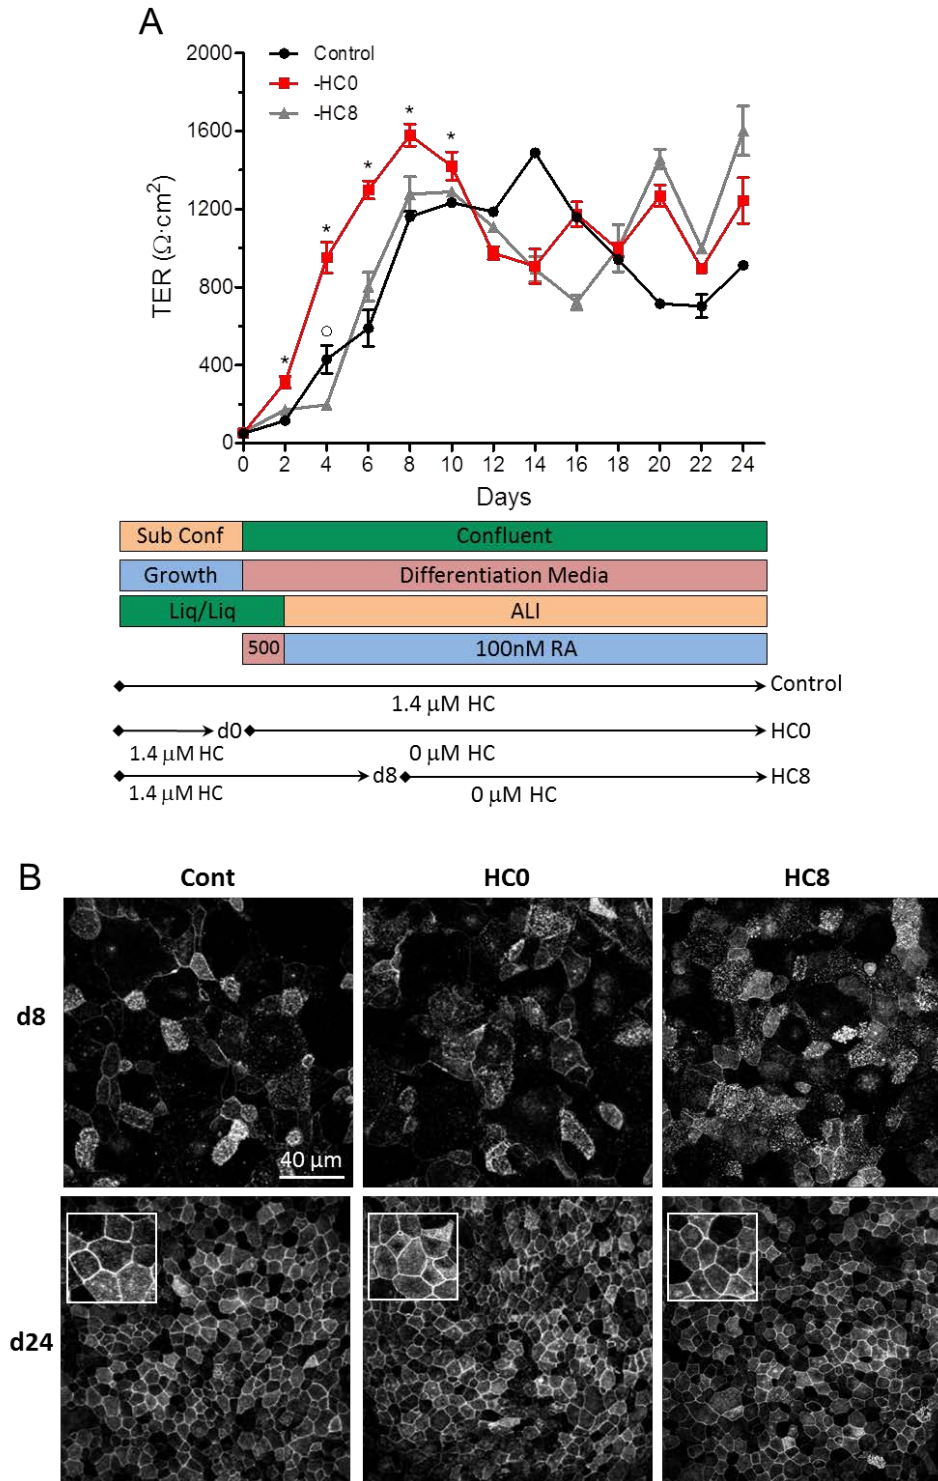 A
2000
1600
1200
800
400
0
TER (Ω·cm²)
Control
-HC0
-HC8
* * * * * *
○
0 2 4 6 8 10 12 14 16 18 20 22 24
Days
Sub Conf Confluent
Growth Differentiation Media
Liq/Liq ALI
500 100nM RA
Control
1.4 μM HC
d0 HC0
1.4 μM HC 0 μM HC
d8 HC8
1.4 μM HC 0 μM HC
B
Cont HC0 HC8
d8
40 μm
d24